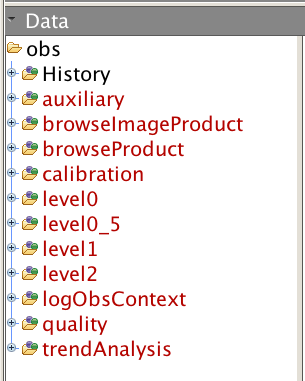 Data
obs
History
auxiliary
browseImageProduct
browseProduct
calibration
level0
level0_5
level1
level2
logObsContext
quality
trendAnalysis